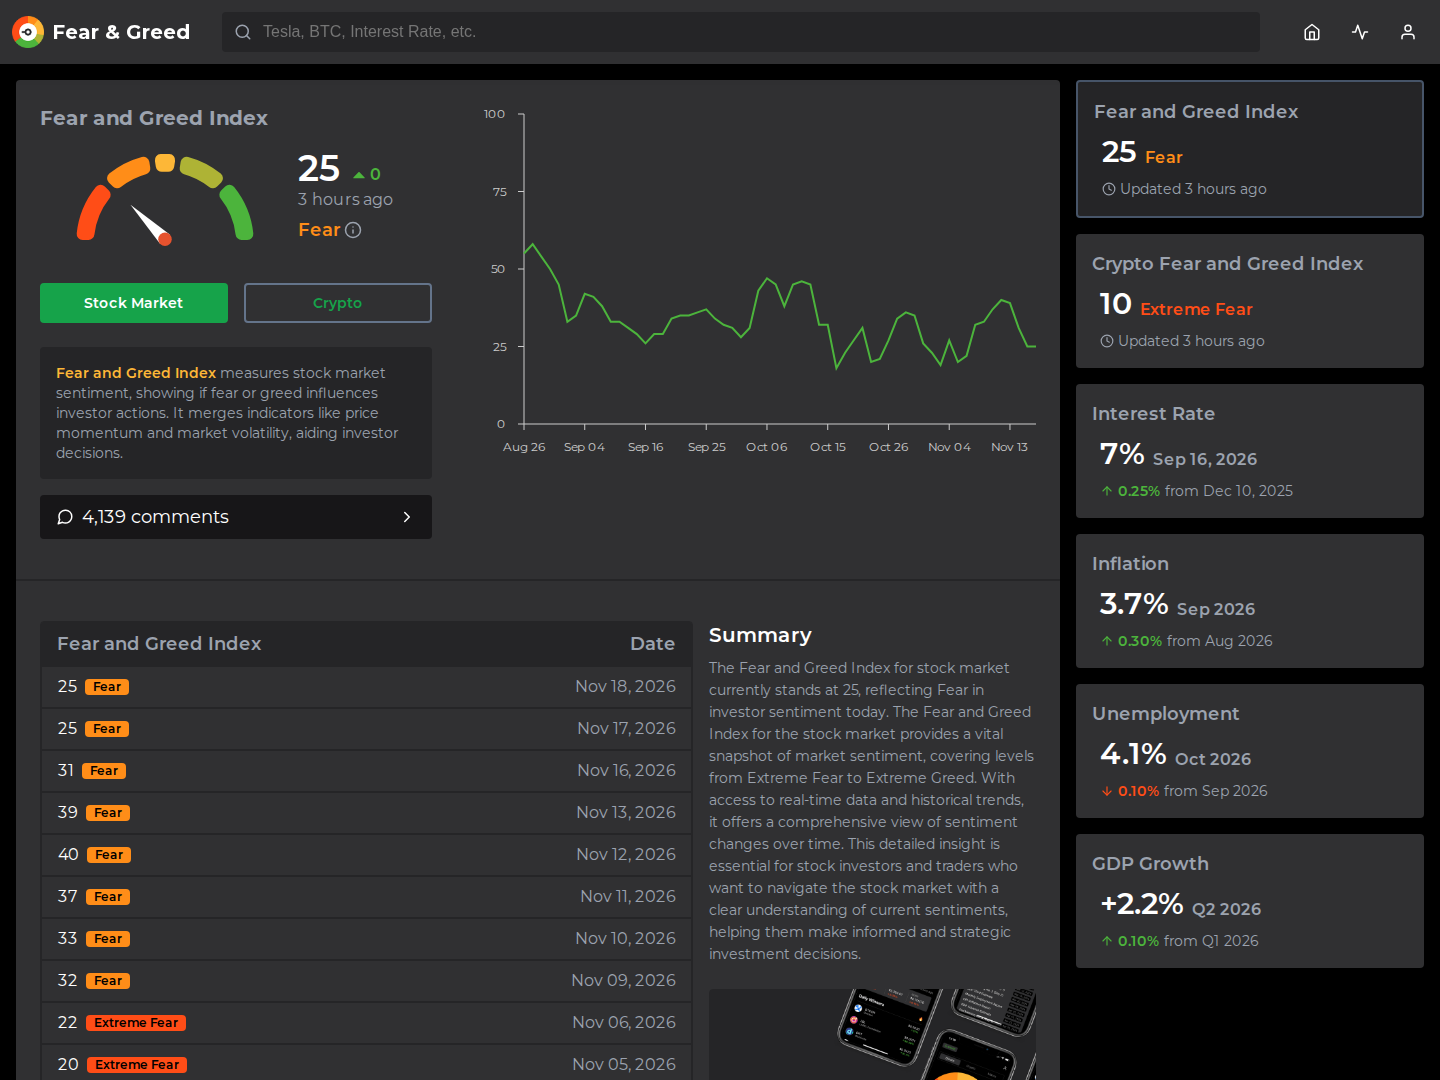 Fear & Greed
Tesla, BTC, Interest Rate, etc.
Fear and Greed Index
25 0
3 hours ago
Fear
Stock Market
Crypto
Fear and Greed Index measures stock market
sentiment, showing if fear or greed influences
investor actions. It merges indicators like price
momentum and market volatility, aiding investor
decisions.
4,139 comments
100
75
50
25
0
Aug 26 Sep 04 Sep 16 Sep 25 Oct 06 Oct 15 Oct 26 Nov 04 Nov 13
Fear and Greed Index Date
25 Fear Nov 18, 2026
25 Fear Nov 17, 2026
31 Fear Nov 16, 2026
39 Fear Nov 13, 2026
40 Fear Nov 12, 2026
37 Fear Nov 11, 2026
33 Fear Nov 10, 2026
32 Fear Nov 09, 2026
22 Extreme Fear Nov 06, 2026
20 Extreme Fear Nov 05, 2026
Summary
The Fear and Greed Index for stock market
currently stands at 25, reflecting Fear in
investor sentiment today. The Fear and Greed
Index for the stock market provides a vital
snapshot of market sentiment, covering levels
from Extreme Fear to Extreme Greed. With
access to real-time data and historical trends,
it offers a comprehensive view of sentiment
changes over time. This detailed insight is
essential for stock investors and traders who
want to navigate the stock market with a
clear understanding of current sentiments,
helping them make informed and strategic
investment decisions.
Daily Winners
Fear and Greed Index
25 Fear
Updated 3 hours ago
Crypto Fear and Greed Index
10 Extreme Fear
Updated 3 hours ago
Interest Rate
7% Sep 16, 2026
0.25% from Dec 10, 2025
Inflation
3.7% Sep 2026
0.30% from Aug 2026
Unemployment
4.1% Oct 2026
0.10% from Sep 2026
GDP Growth
+2.2% Q2 2026
0.10% from Q1 2026